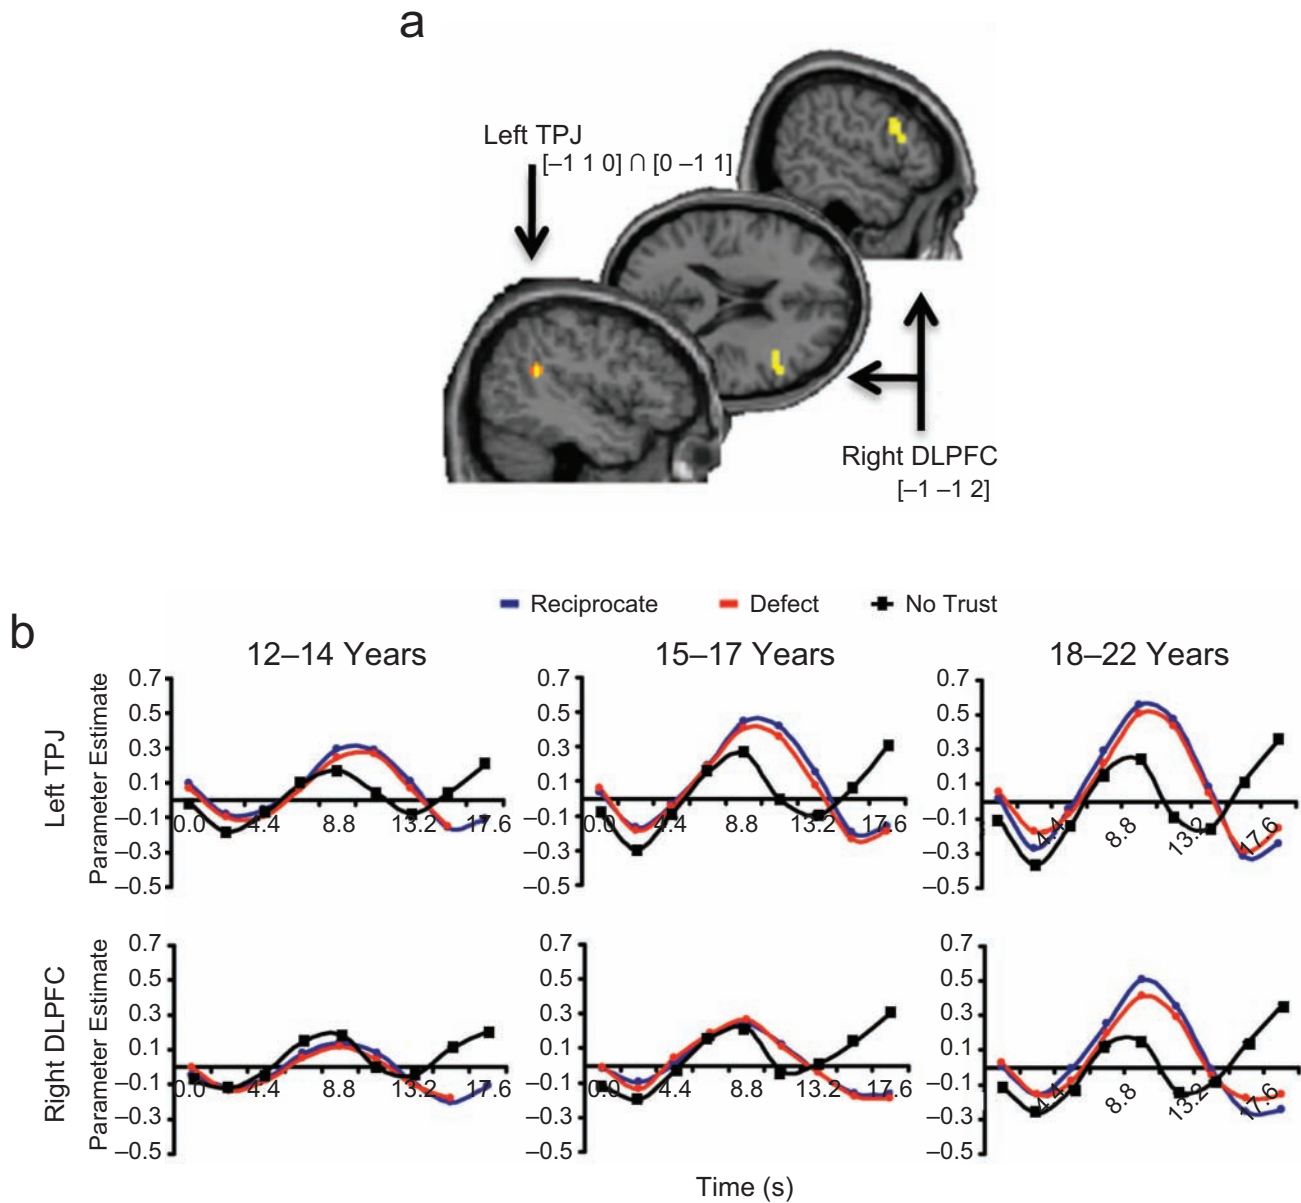 a
Left TPJ
[–1 1 0] ∩ [0 –1 1]
Right DLPFC
[–1 –1 2]
b
Reciprocate Defect No Trust
12–14 Years 15–17 Years 18–22 Years
Left TPJ
Parameter Estimate
0.7
0.5
0.3
0.1
–0.1
–0.3
–0.5
0.0 4.4 8.8 13.2 17.6
0.7
0.5
0.3
0.1
–0.1
–0.3
–0.5
0.0 4.4 8.8 13.2 17.6
0.7
0.5
0.3
0.1
–0.1
–0.3
–0.5
4.4 8.8 13.2 17.6
Right DLPFC
Parameter Estimate
0.7
0.5
0.3
0.1
–0.1
–0.3
–0.5
0.0 4.4 8.8 13.2 17.6
0.7
0.5
0.3
0.1
–0.1
–0.3
–0.5
0.0 4.4 8.8 13.2 17.6
0.7
0.5
0.3
0.1
–0.1
–0.3
–0.5
4.4 8.8 13.2 17.6
Time (s)